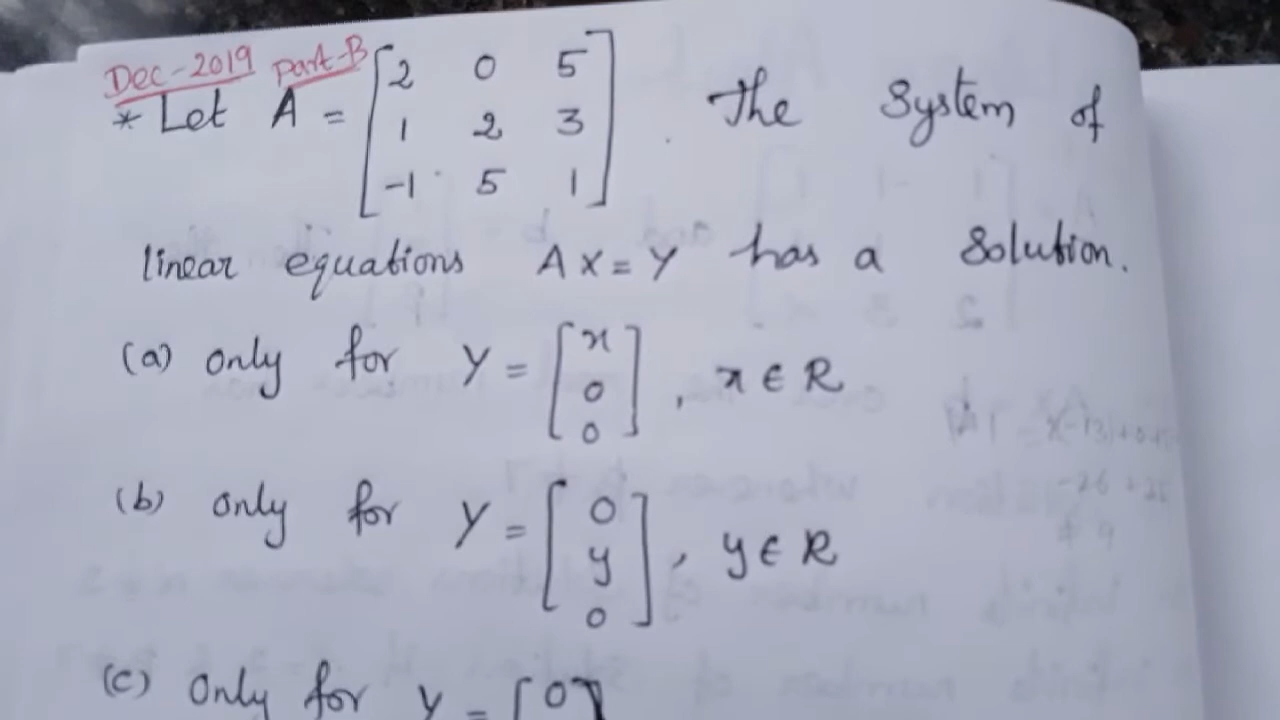 Dec-2019 part-B
* Let A = [2 0 5
1 2 3
-1 5 1]. The System of
linear equations AX = Y has a Solution.
(a) only for Y = [x
0
0], x ∈ R
(b) only for Y = [0
y
0], y ∈ R
(c) only for Y = [0]